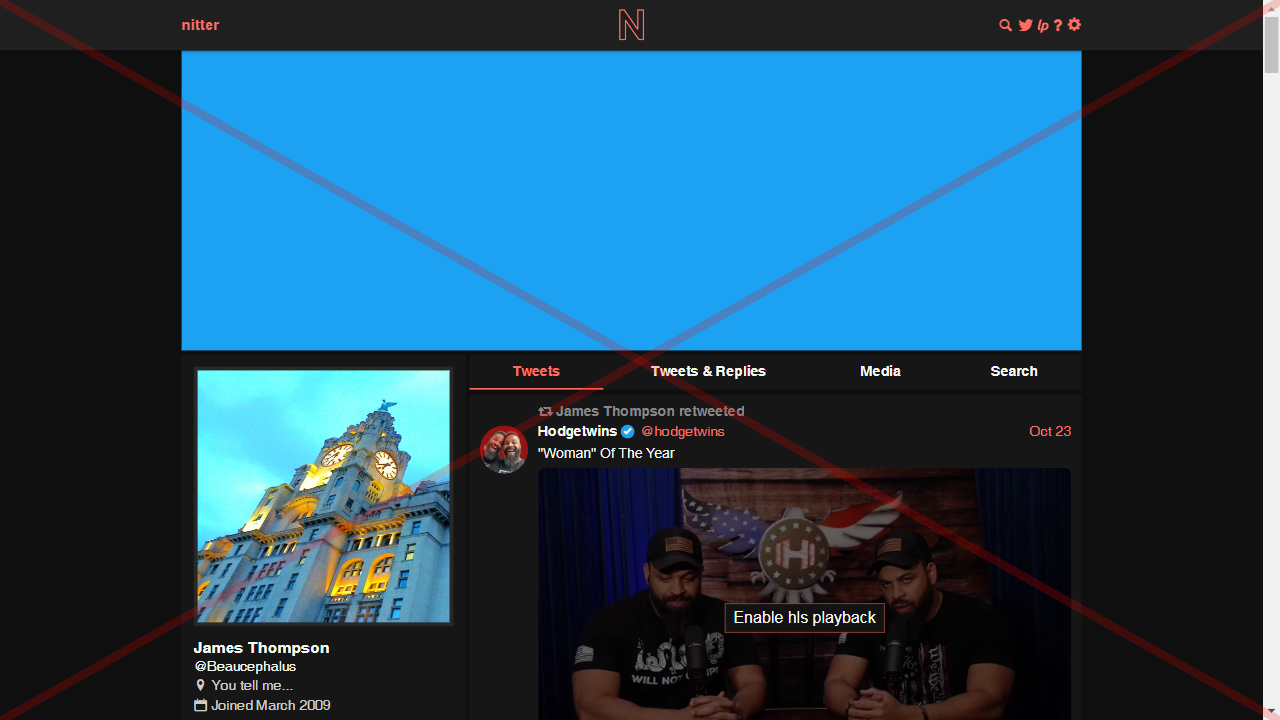 nitter
N
lp ?
Tweets
Tweets & Replies
Media
Search
James Thompson retweeted
Hodgetwins @hodgetwins
Oct 23
"Woman" Of The Year
H
Enable hls playback
WILL NOT
James Thompson
@Beaucephalus
You tell me...
Joined March 2009